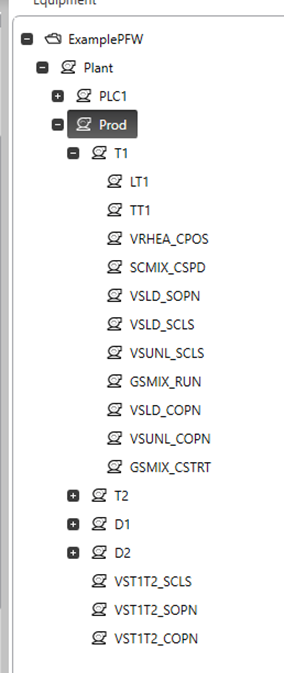 Equipment
ExamplePFW
Plant
PLC1
Prod
T1
LT1
TT1
VRHEA_CPOS
SCMIX_CSPD
VSLD_SOPN
VSLD_SCLS
VSUNL_SCLS
GSMIX_RUN
VSLD_COPN
VSUNL_COPN
GSMIX_CSTRT
T2
D1
D2
VST1T2_SCLS
VST1T2_SOPN
VST1T2_COPN